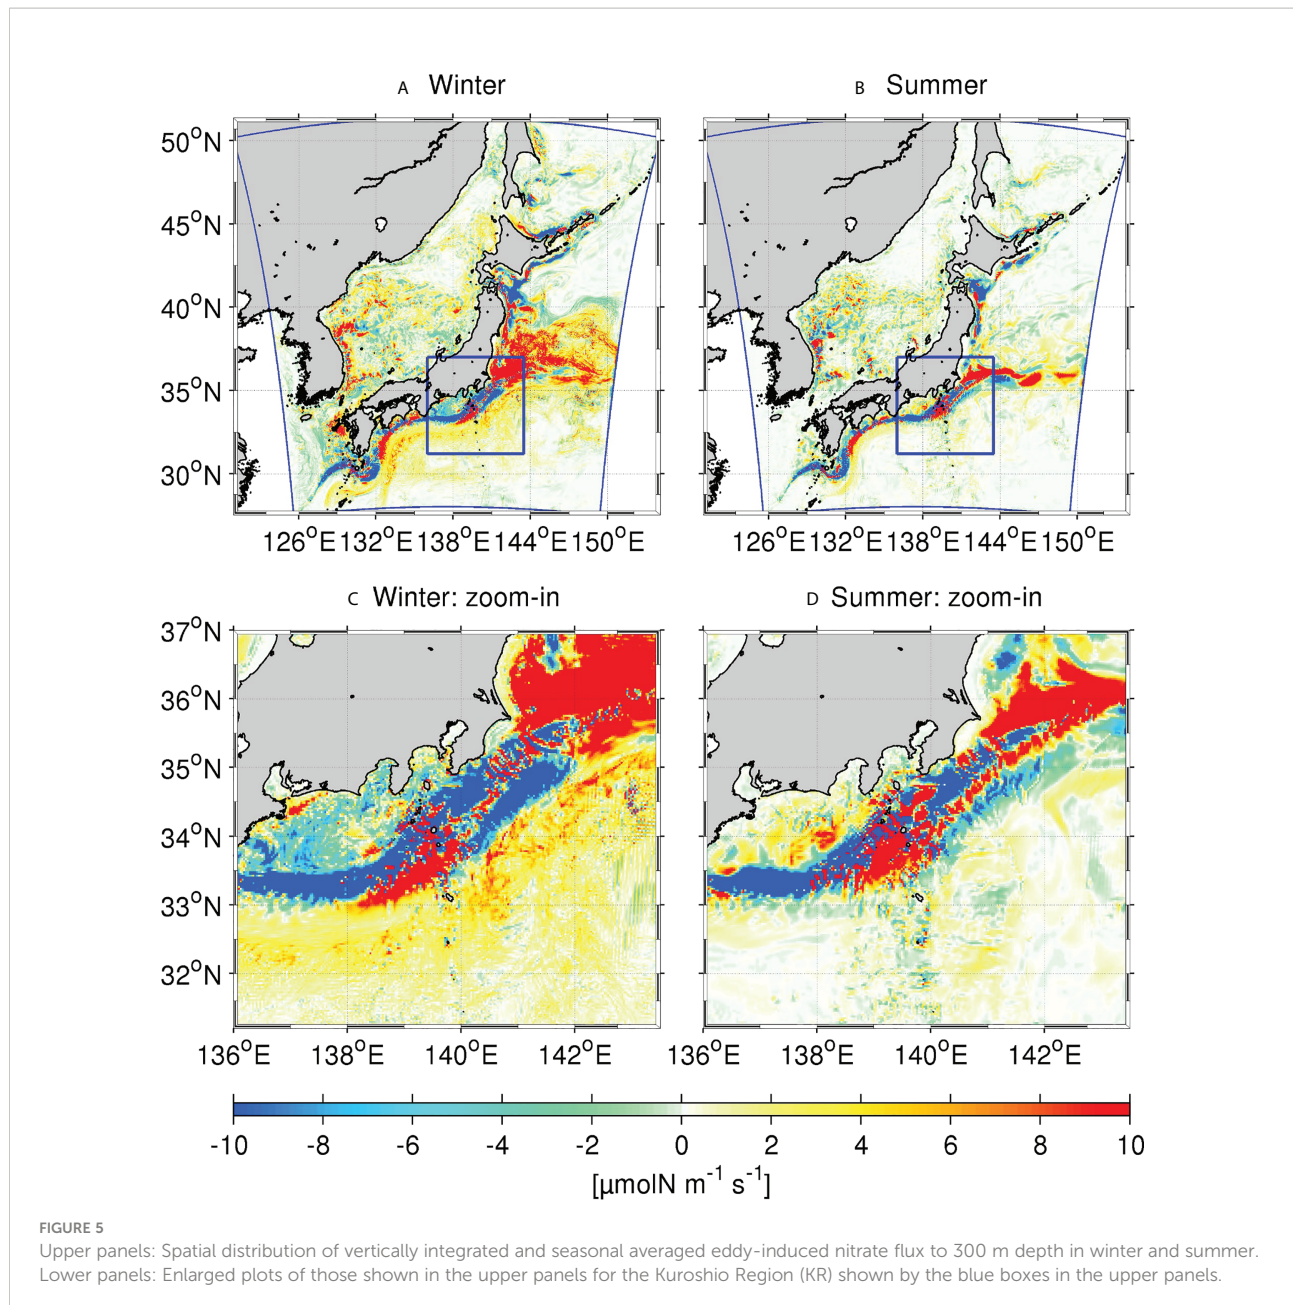 A Winter
B Summer
50°N
45°N
40°N
35°N
30°N
126°E 132°E 138°E 144°E 150°E
126°E 132°E 138°E 144°E 150°E
C Winter: zoom-in
D Summer: zoom-in
37°N
36°N
35°N
34°N
33°N
32°N
136°E 138°E 140°E 142°E
136°E 138°E 140°E 142°E
-10 -8 -6 -4 -2 0 2 4 6 8 10
[µmolN m⁻¹ s⁻¹]
FIGURE 5
Upper panels: Spatial distribution of vertically integrated and seasonal averaged eddy-induced nitrate flux to 300 m depth in winter and summer.
Lower panels: Enlarged plots of those shown in the upper panels for the Kuroshio Region (KR) shown by the blue boxes in the upper panels.